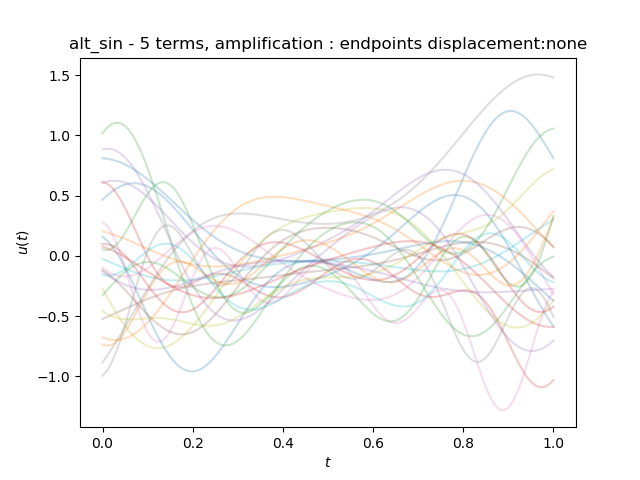 alt_sin - 5 terms, amplification : endpoints displacement:none
1.5
1.0
0.5
0.0
−0.5
−1.0
u(t)
0.0 0.2 0.4 0.6 0.8 1.0
t